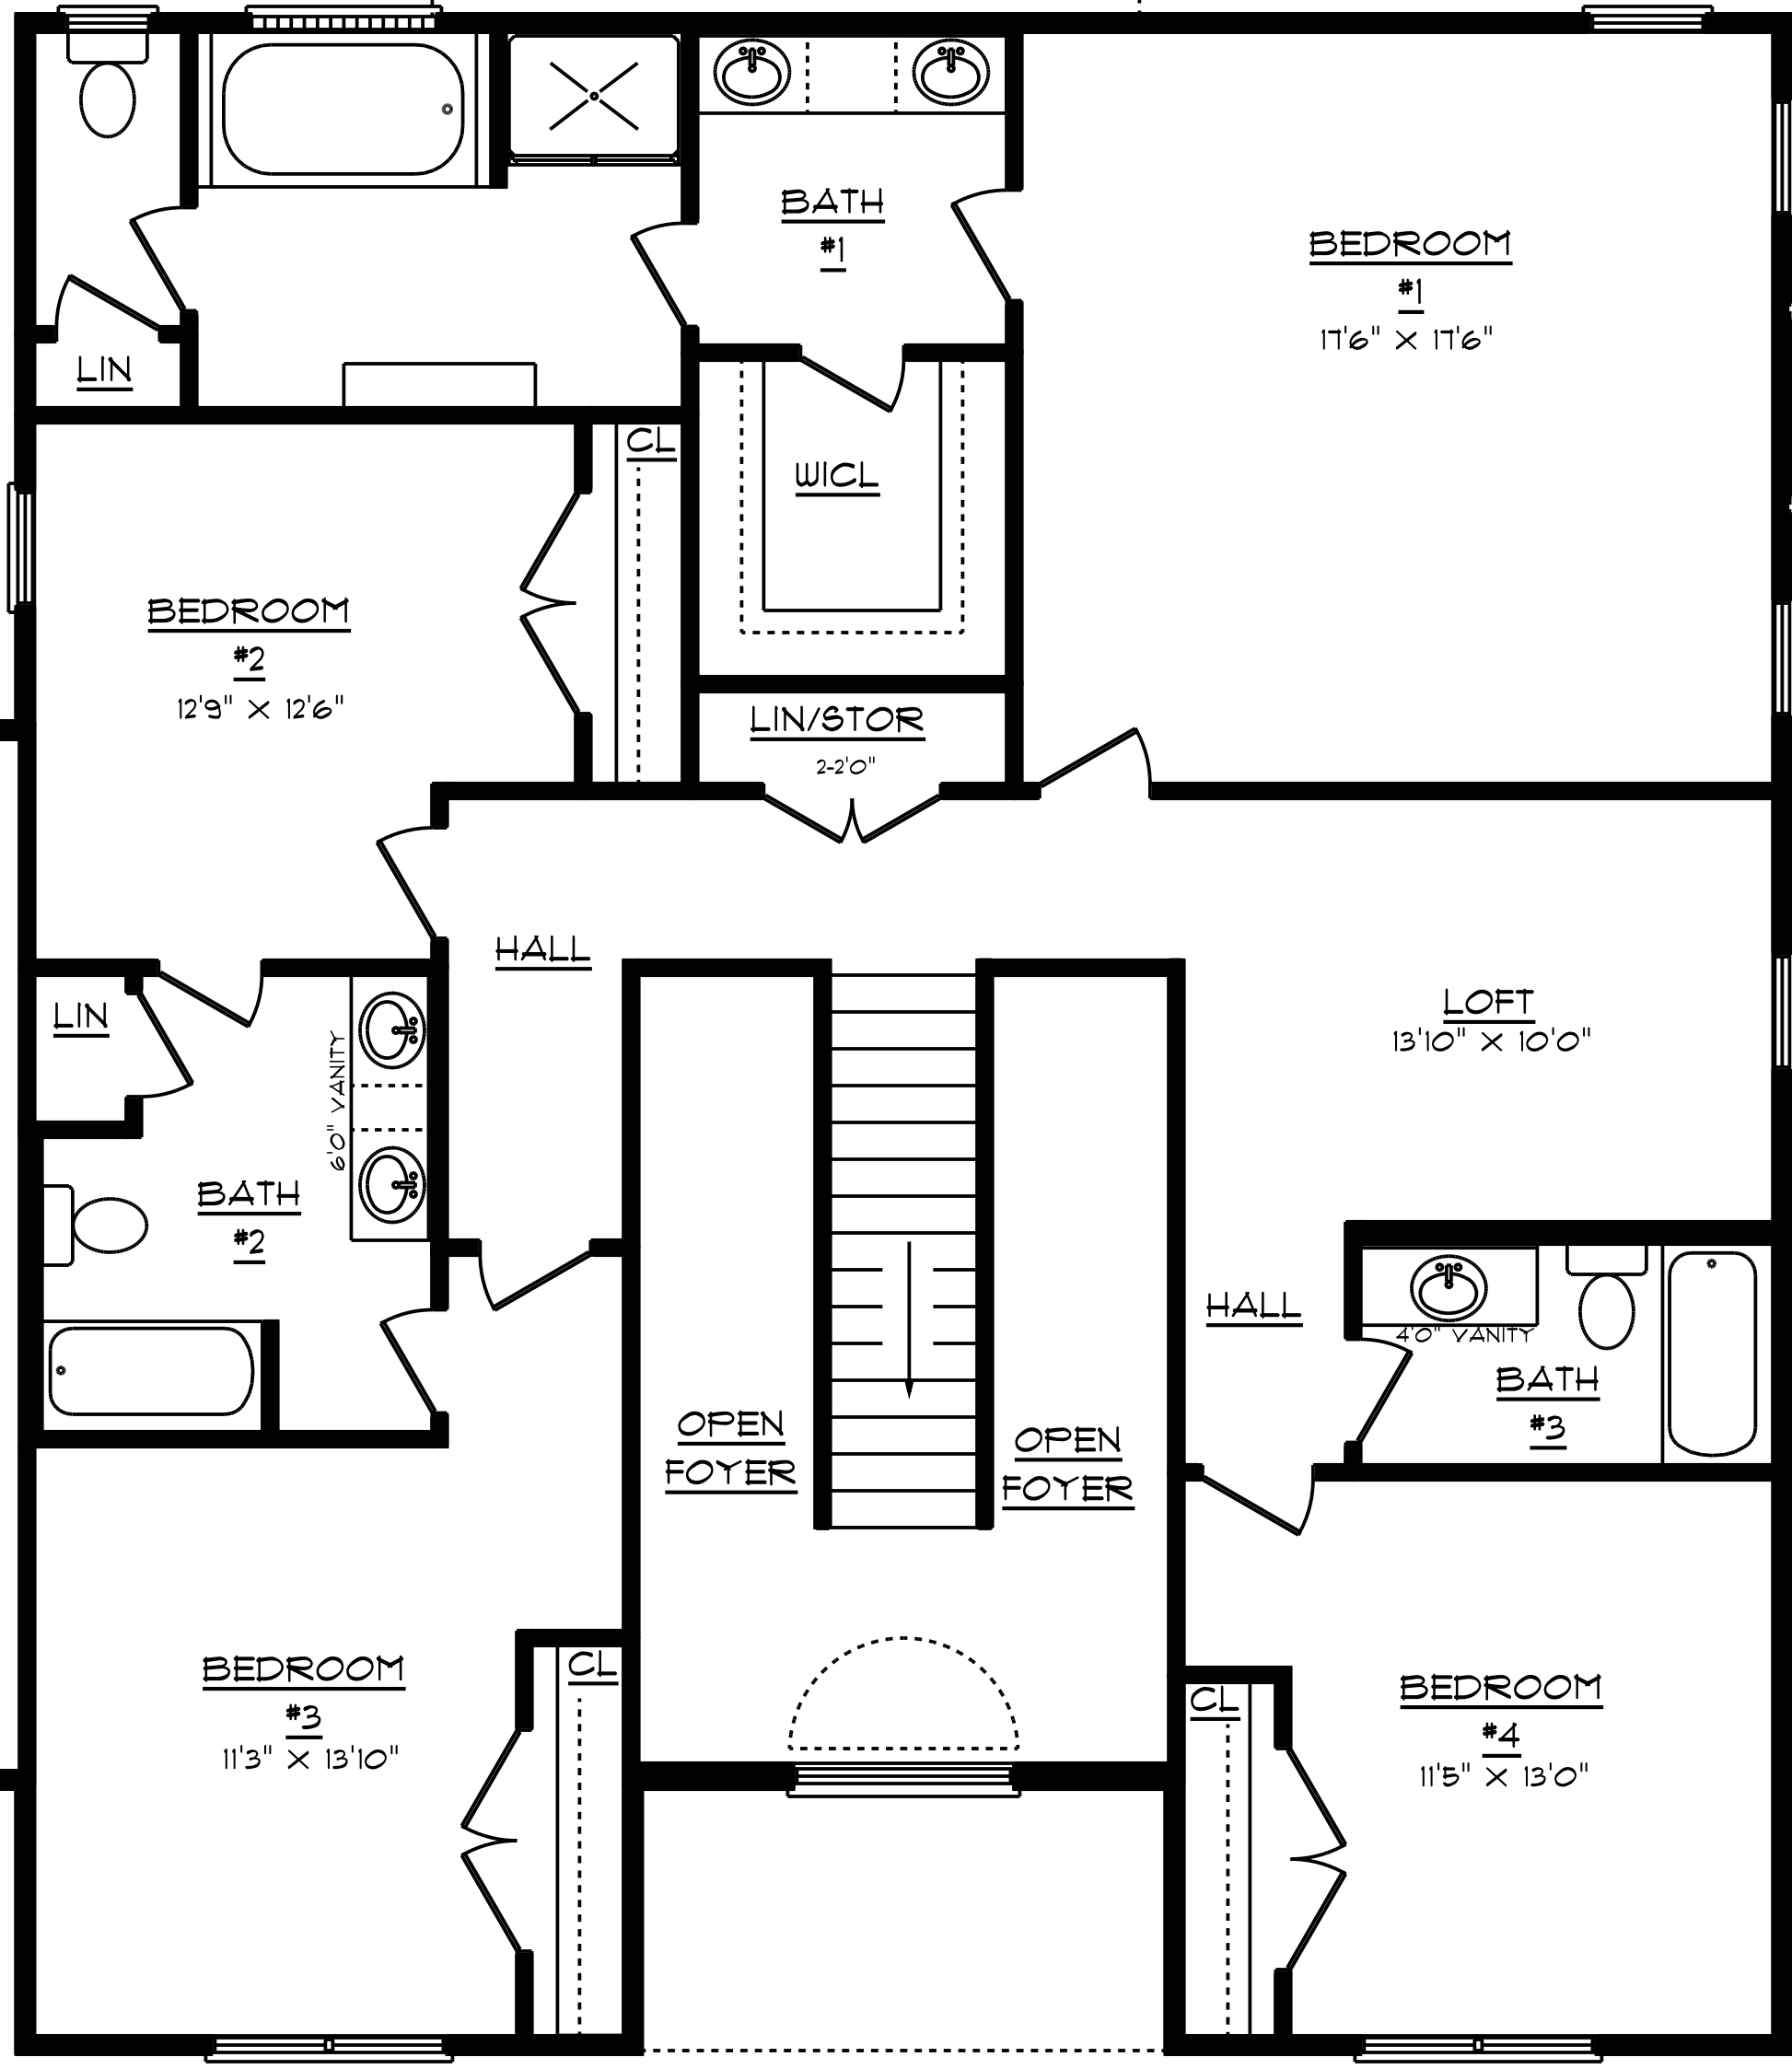 BATH
#1
BEDROOM
#1
17'6" X 17'6"
LIN
CL
WICL
BEDROOM
#2
12'9" X 12'6"
LIN/STOR
2-2'0"
HALL
LIN
LOFT
13'10" X 10'0"
6'0" VANITY
BATH
#2
HALL
4'0" VANITY
BATH
#3
OPEN
FOYER
OPEN
FOYER
BEDROOM
#3
11'3" X 13'10"
CL
CL
BEDROOM
#4
11'5" X 13'0"